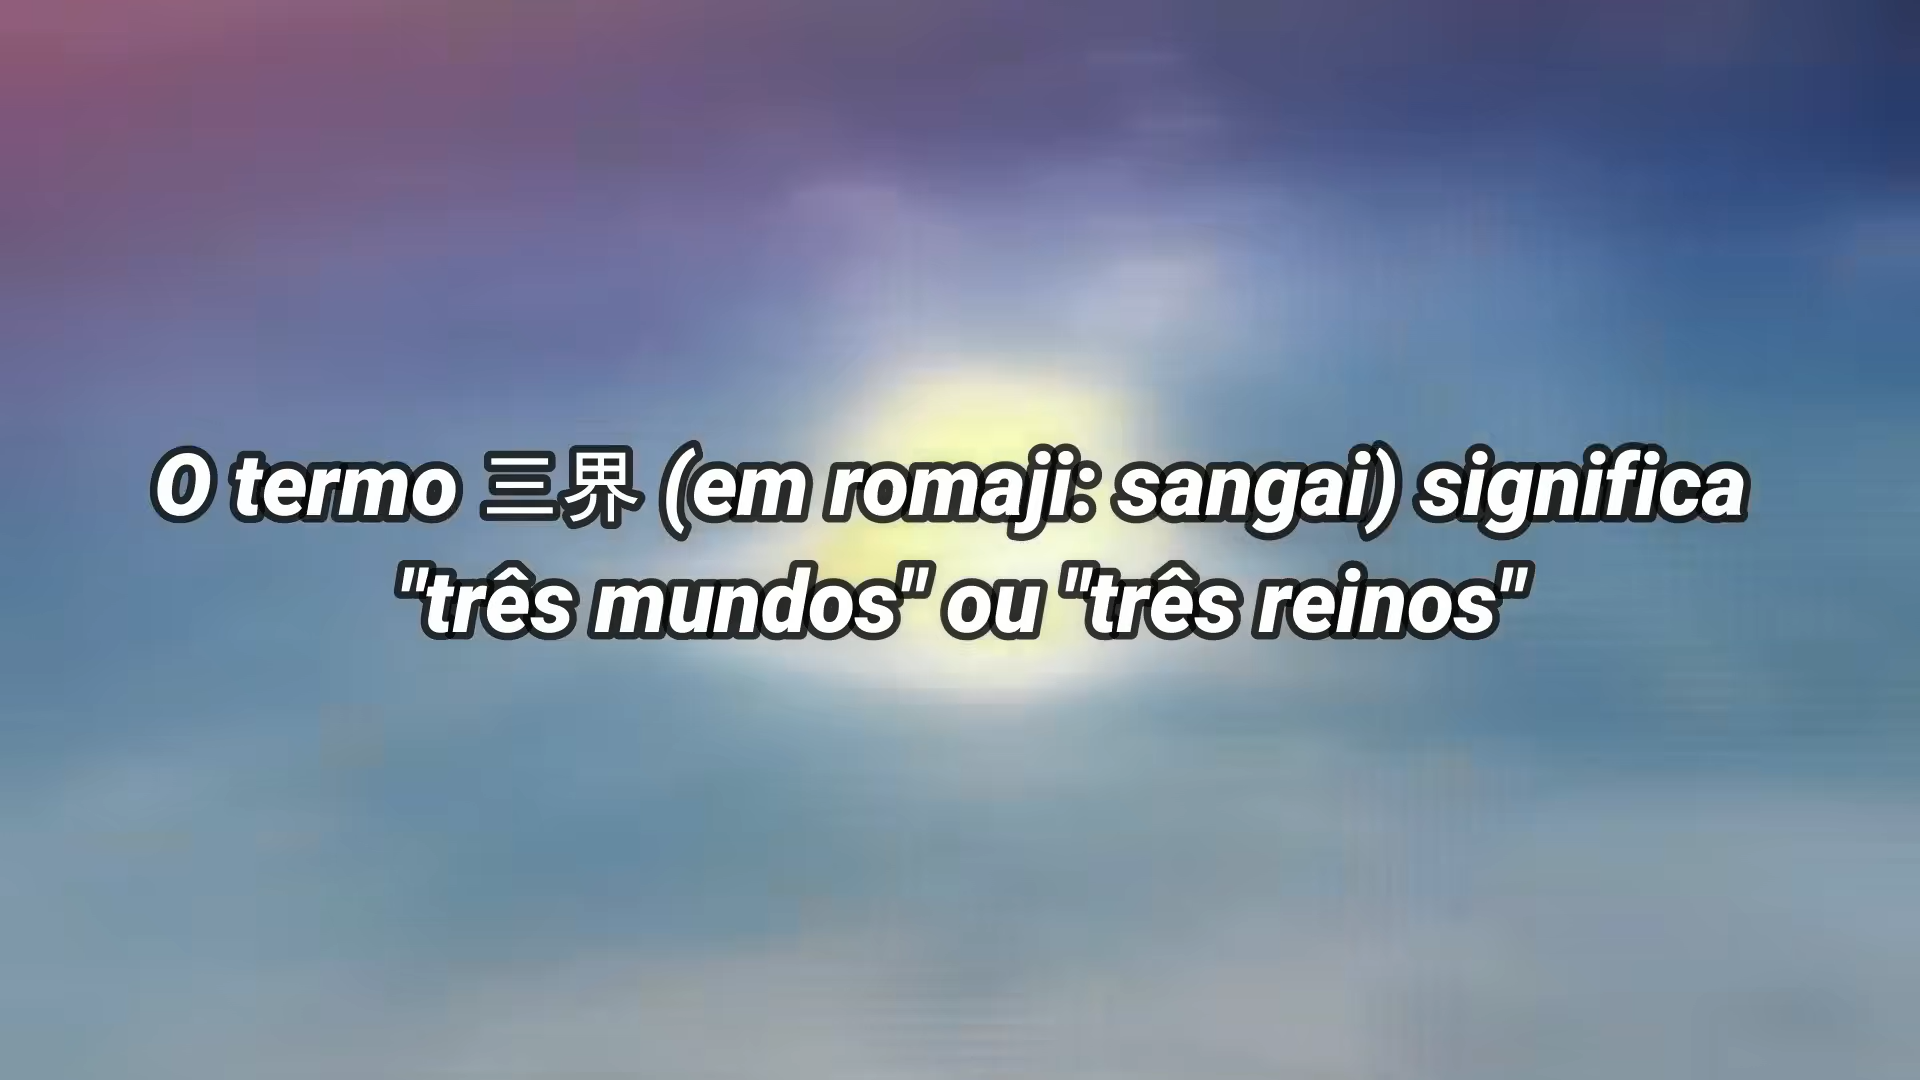 O termo 三界 (em romaji: sangai) significa
"três mundos" ou "três reinos"